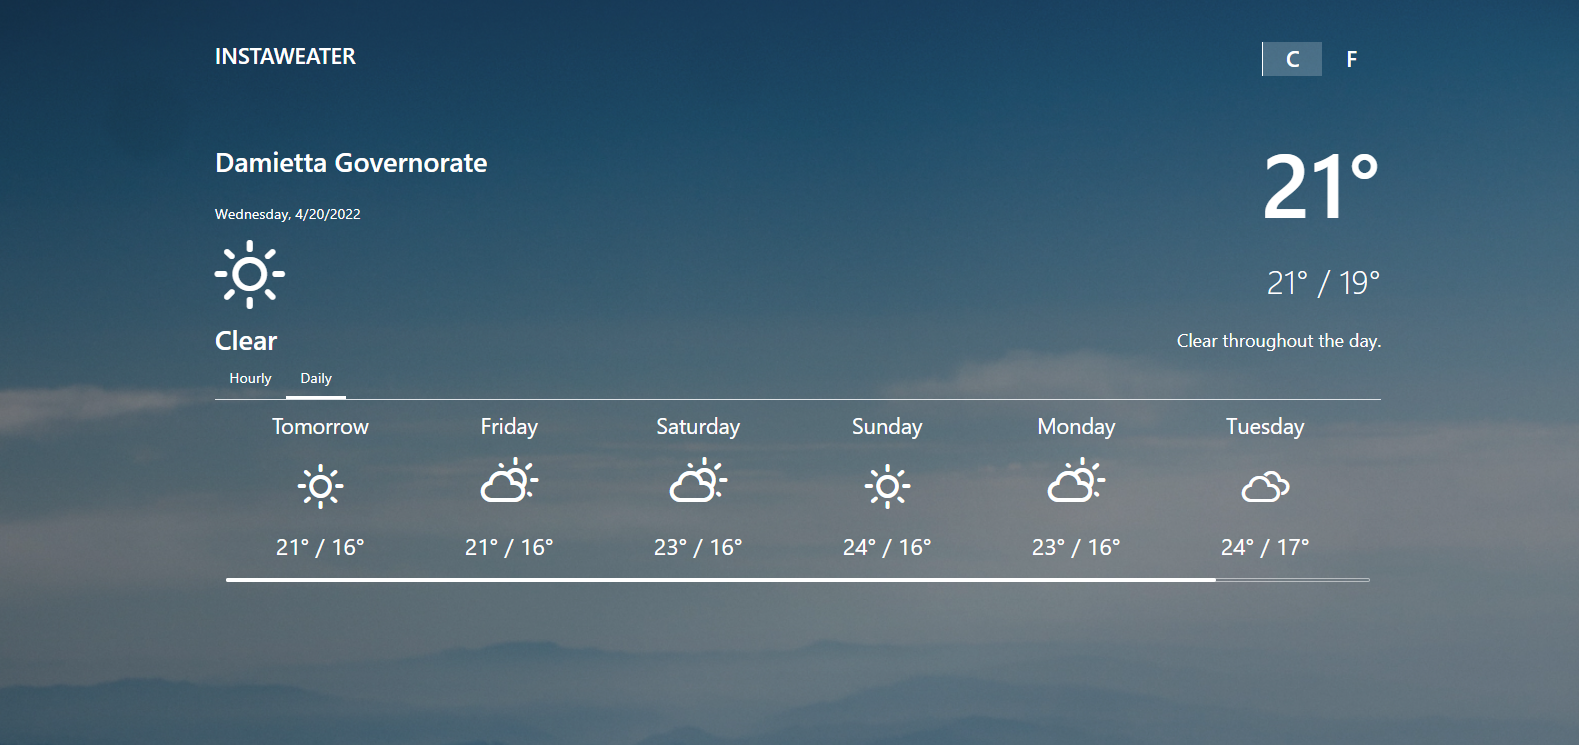 INSTAWEATER
C F
Damietta Governorate
21°
Wednesday, 4/20/2022
21° / 19°
Clear
Clear throughout the day.
Hourly Daily
Tomorrow Friday Saturday Sunday Monday Tuesday
21° / 16° 21° / 16° 23° / 16° 24° / 16° 23° / 16° 24° / 17°